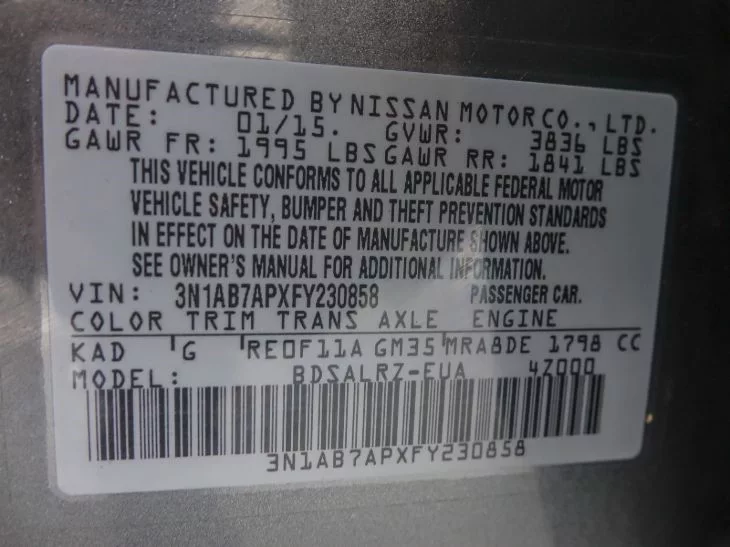 MANUFACTURED BY NISSAN MOTOR CO., LTD.
DATE: 01/15. GVWR: 3836 LBS
GAWR FR: 1995 LBS GAWR RR: 1841 LBS
THIS VEHICLE CONFORMS TO ALL APPLICABLE FEDERAL MOTOR
VEHICLE SAFETY, BUMPER AND THEFT PREVENTION STANDARDS
IN EFFECT ON THE DATE OF MANUFACTURE SHOWN ABOVE.
SEE OWNER'S MANUAL FOR ADDITIONAL INFORMATION.
VIN: 3N1AB7APXFY230858 PASSENGER CAR.
COLOR TRIM TRANS AXLE ENGINE
KAD G RE0F11A GM35 MRA8DE 1798 CC
MODEL: BDSALRZ-EUA 4Z000
3N1AB7APXFY230858